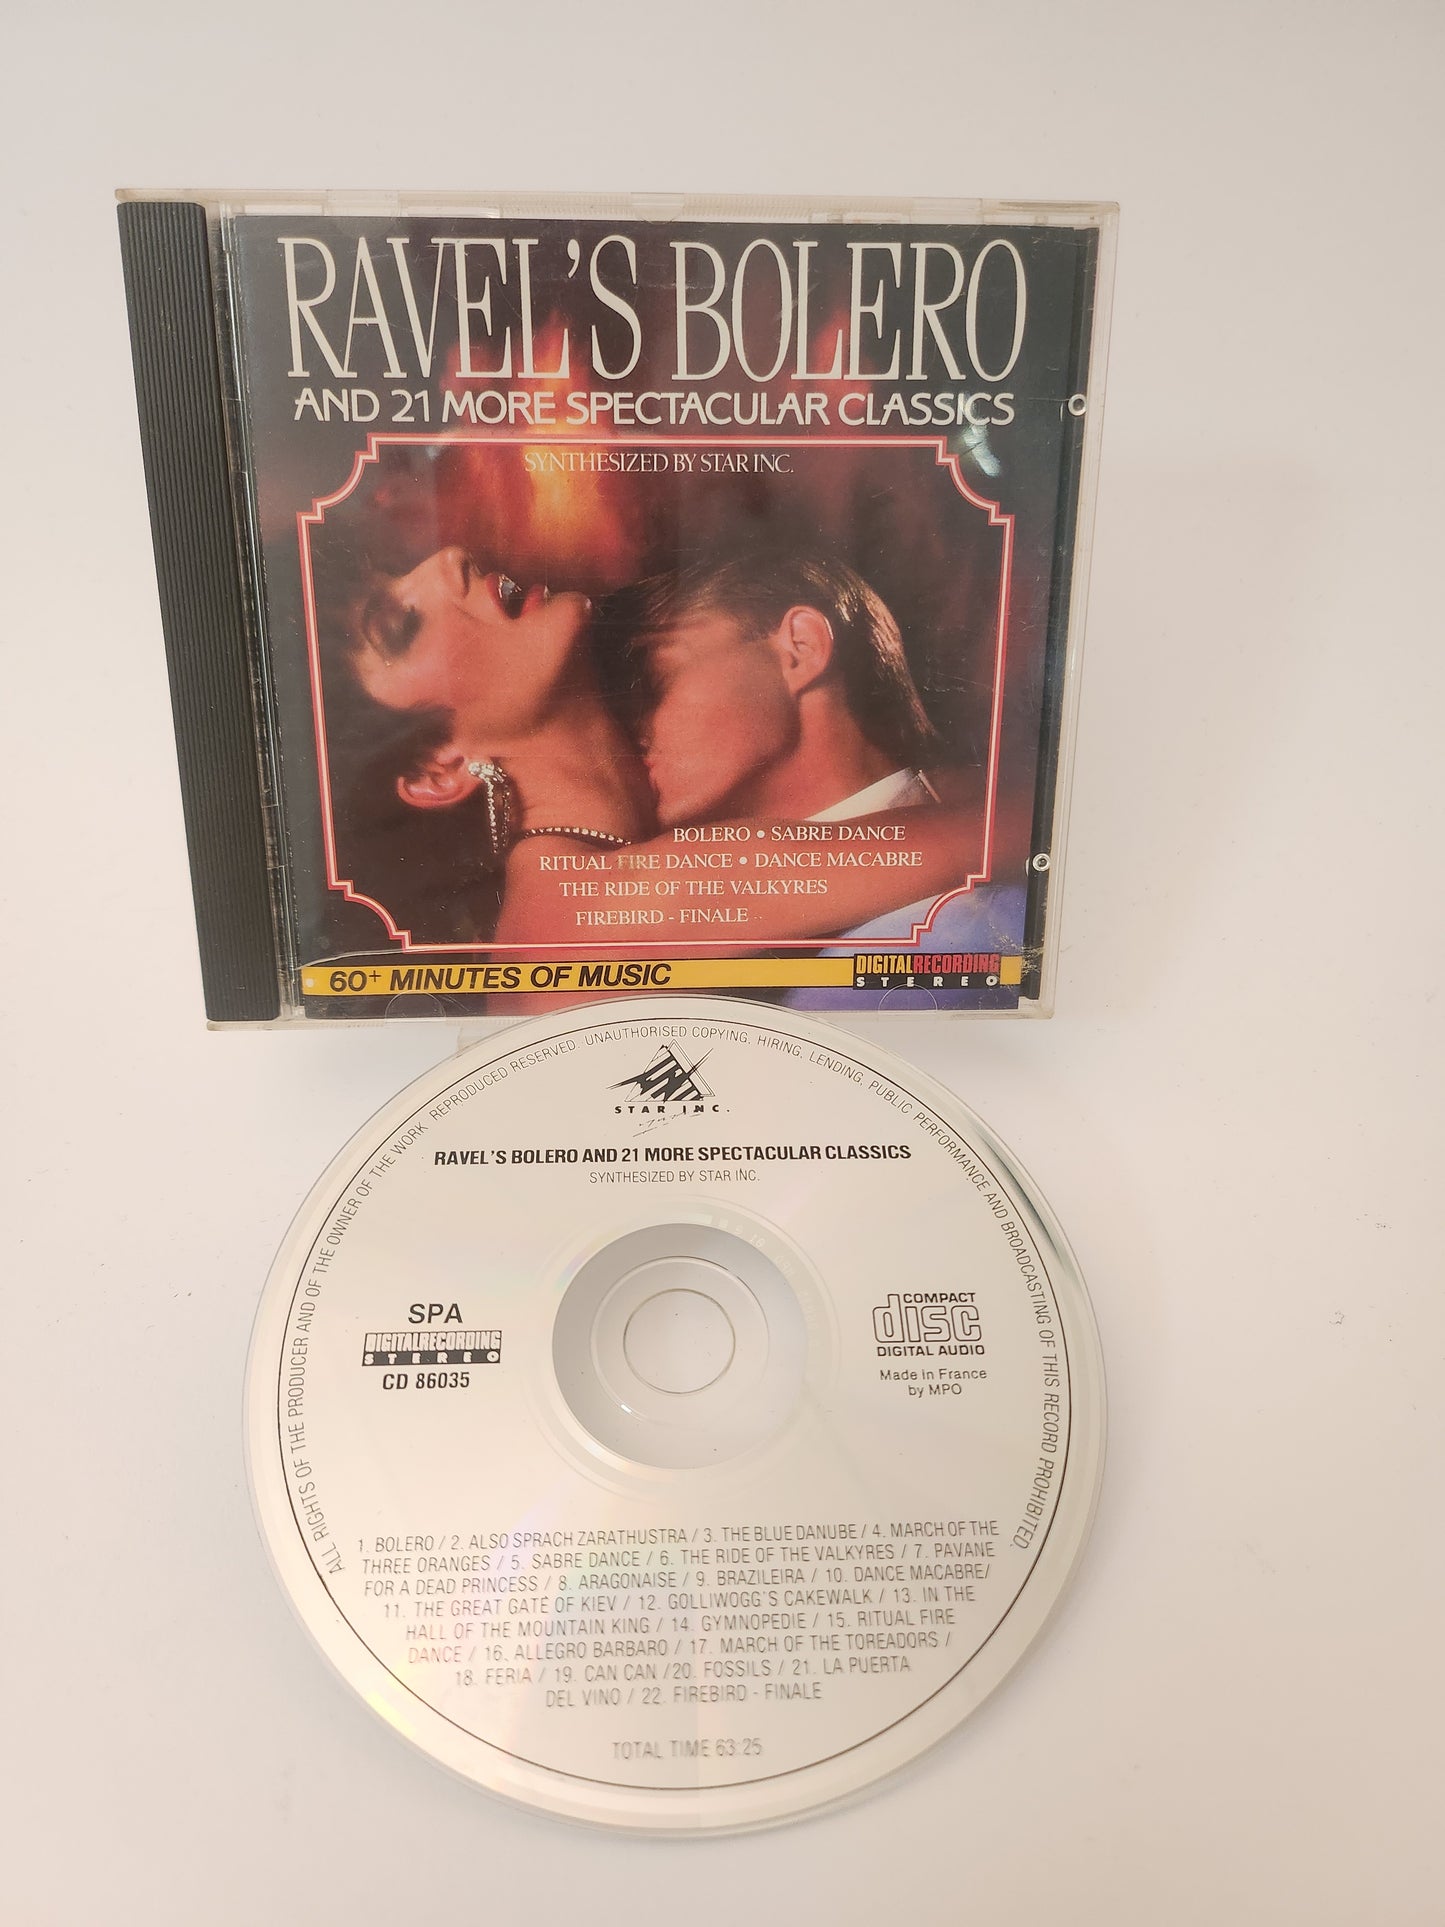 RAVEL'S BOLERO
AND 21 MORE SPECTACULAR CLASSICS
SYNTHESIZED BY STAR INC.
BOLERO • SABRE DANCE
RITUAL FIRE DANCE • DANCE MACABRE
THE RIDE OF THE VALKYRES
FIREBIRD - FINALE
60+ MINUTES OF MUSIC
DIGITAL RECORDING
STEREO
ALL RIGHTS OF THE PRODUCER AND OF THE OWNER OF THE WORK REPRODUCED RESERVED. UNAUTHORISED COPYING, HIRING, LENDING, PUBLIC PERFORMANCE AND BROADCASTING OF THIS RECORD PROHIBITED.
STAR INC.
RAVEL'S BOLERO AND 21 MORE SPECTACULAR CLASSICS
SYNTHESIZED BY STAR INC.
SPA
DIGITAL RECORDING
STEREO
CD 86035
COMPACT
disc
DIGITAL AUDIO
Made in France
by MPO
1. BOLERO / 2. ALSO SPRACH ZARATHUSTRA / 3. THE BLUE DANUBE / 4. MARCH OF THE
THREE ORANGES / 5. SABRE DANCE / 6. THE RIDE OF THE VALKYRES / 7. PAVANE
FOR A DEAD PRINCESS / 8. ARAGONAISE / 9. BRAZILEIRA / 10. DANCE MACABRE/
11. THE GREAT GATE OF KIEV / 12. GOLLIWOGG'S CAKEWALK / 13. IN THE
HALL OF THE MOUNTAIN KING / 14. GYMNOPEDIE / 15. RITUAL FIRE
DANCE / 16. ALLEGRO BARBARO / 17. MARCH OF THE TOREADORS /
18. FERIA / 19. CAN CAN /20. FOSSILS / 21. LA PUERTA
DEL VINO / 22. FIREBIRD - FINALE
TOTAL TIME 63:25